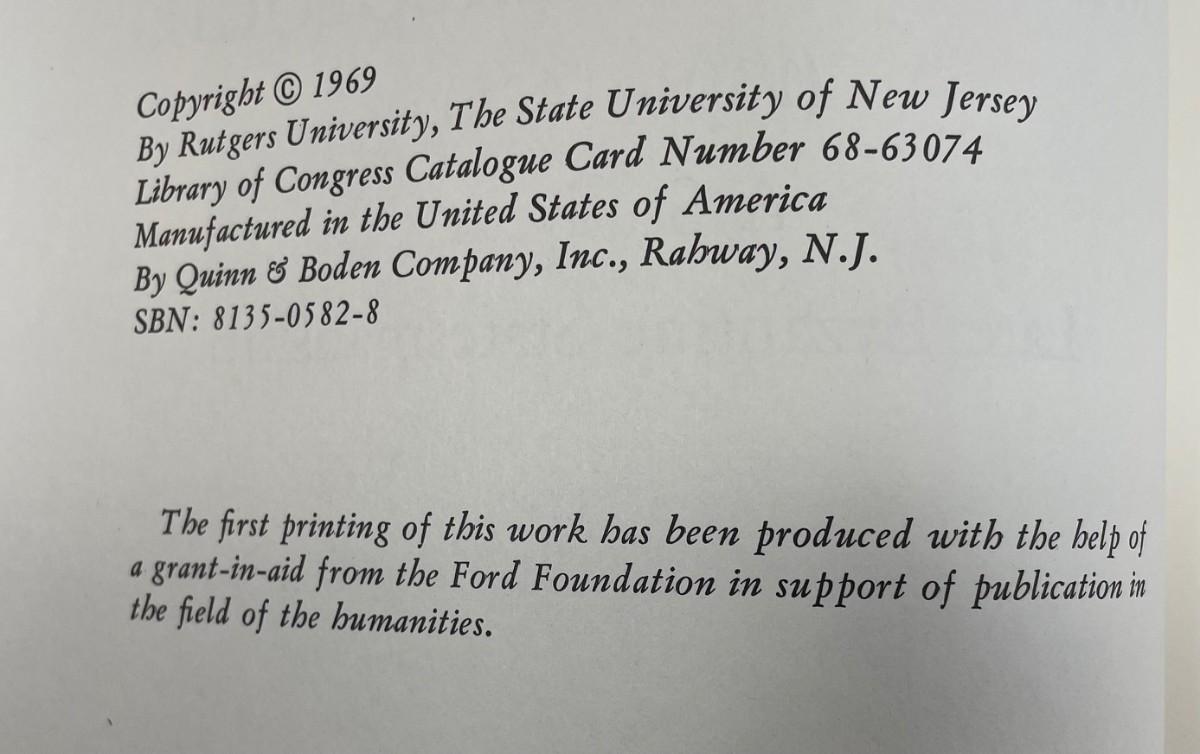 Copyright © 1969
By Rutgers University, The State University of New Jersey
Library of Congress Catalogue Card Number 68-63074
Manufactured in the United States of America
By Quinn & Boden Company, Inc., Rahway, N.J.
SBN: 8135-0582-8
The first printing of this work has been produced with the help of
a grant-in-aid from the Ford Foundation in support of publication in
the field of the humanities.